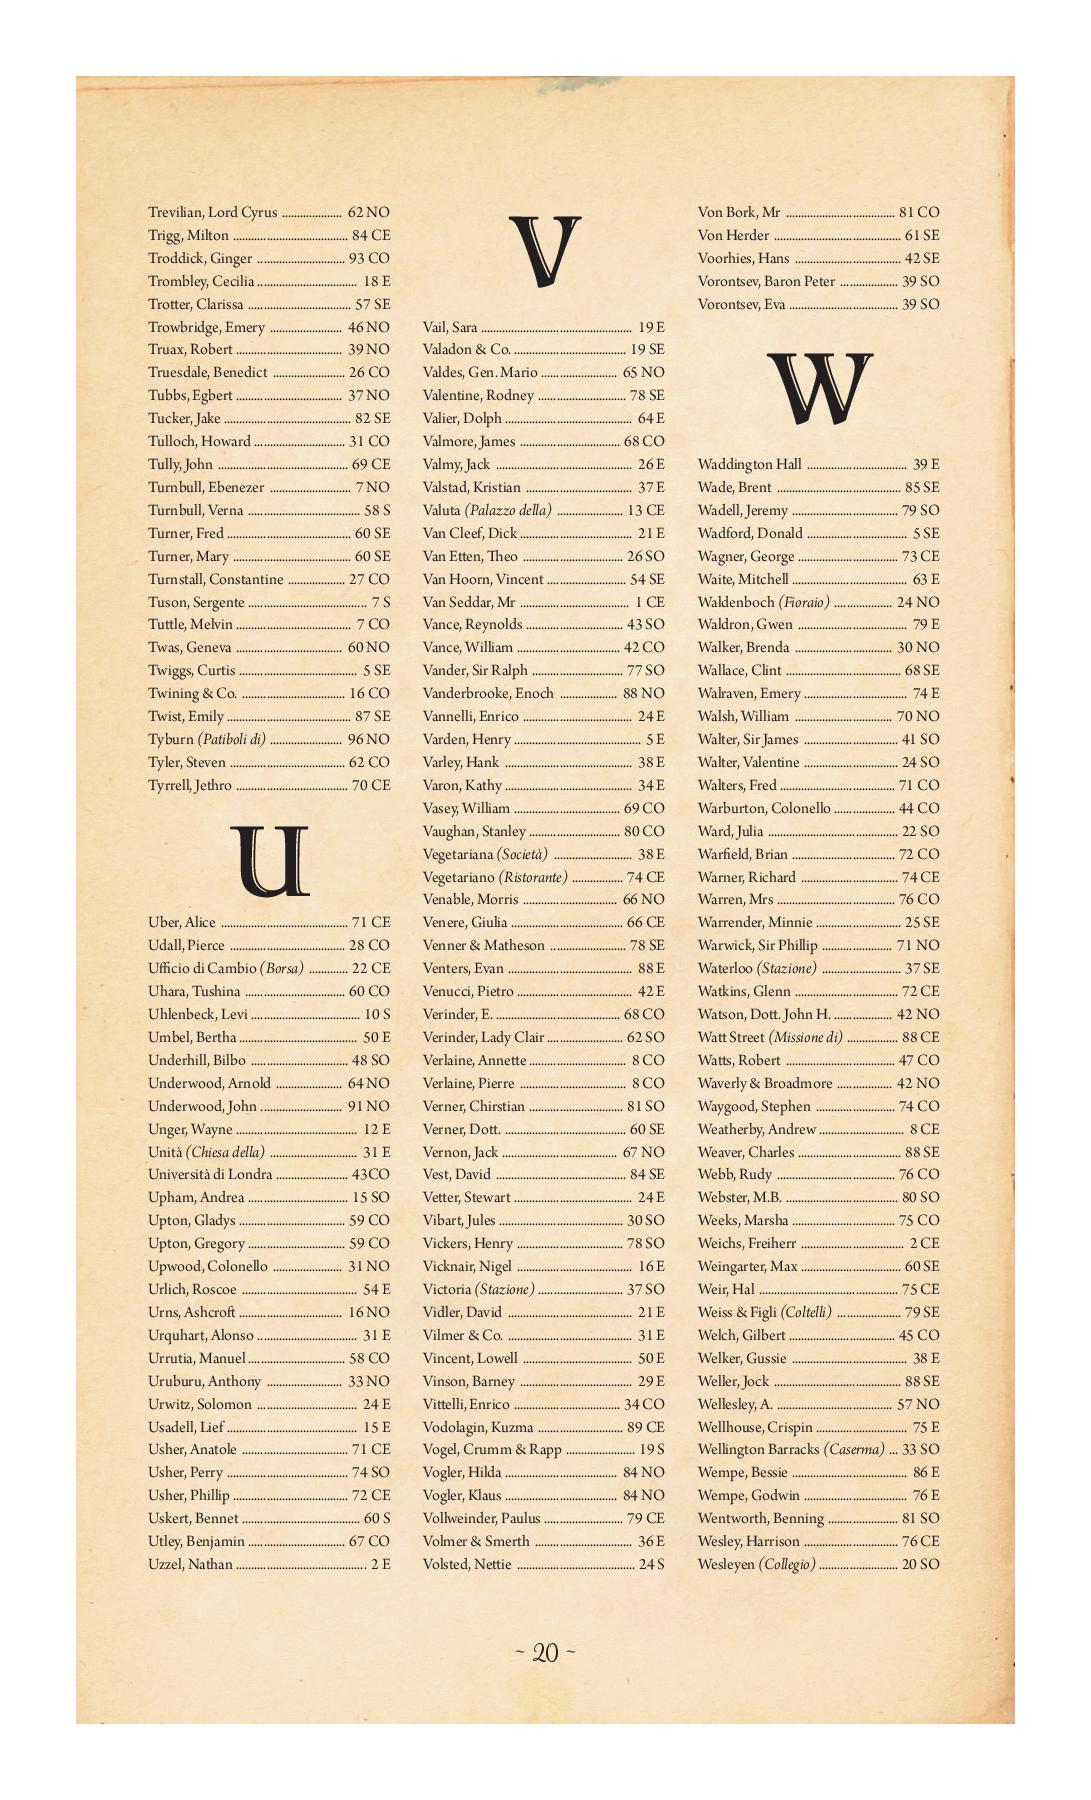 Trevilian, Lord Cyrus .................... 62 NO
Trigg, Milton .................... 84 CE
Troddick, Ginger .................... 93 CO
Trombley, Cecilia .................... 18 E
Trotter, Clarissa .................... 57 SE
Trowbridge, Emery .................... 46 NO
Truax, Robert .................... 39 NO
Truesdale, Benedict .................... 26 CO
Tubbs, Egbert .................... 37 NO
Tucker, Jake .................... 82 SE
Tulloch, Howard .................... 31 CO
Tully, John .................... 69 CE
Turnbull, Ebenezer .................... 7 NO
Turnbull, Verna .................... 58 S
Turner, Fred .................... 60 SE
Turner, Mary .................... 60 SE
Turnstall, Constantine .................... 27 CO
Tuson, Sergente .................... 7 S
Tuttle, Melvin .................... 7 CO
Twas, Geneva .................... 60 NO
Twiggs, Curtis .................... 5 SE
Twining & Co. .................... 16 CO
Twist, Emily .................... 87 SE
Tyburn (Patiboli di) .................... 96 NO
Tyler, Steven .................... 62 CO
Tyrrell, Jethro .................... 70 CE
U
Uber, Alice .................... 71 CE
Udall, Pierce .................... 28 CO
Ufficio di Cambio (Borsa) ............ 22 CE
Uhara, Tushina .................... 60 CO
Uhlenbeck, Levi .................... 10 S
Umbel, Bertha .................... 50 E
Underhill, Bilbo .................... 48 SO
Underwood, Arnold .................... 64 NO
Underwood, John .................... 91 NO
Unger, Wayne .................... 12 E
Unità (Chiesa della) .................... 31 E
Università di Londra .................... 43CO
Upham, Andrea .................... 15 SO
Upton, Gladys .................... 59 CO
Upton, Gregory .................... 59 CO
Upwood, Colonello .................... 31 NO
Urlich, Roscoe .................... 54 E
Urns, Ashcroft .................... 16 NO
Urquhart, Alonso .................... 31 E
Urrutia, Manuel .................... 58 CO
Uruburu, Anthony .................... 33 NO
Urwitz, Solomon .................... 24 E
Usadell, Lief .................... 15 E
Usher, Anatole .................... 71 CE
Usher, Perry .................... 74 SO
Usher, Phillip .................... 72 CE
Uskert, Bennet .................... 60 S
Utley, Benjamin .................... 67 CO
Uzzel, Nathan .................... 2 E
V
Vail, Sara .................... 19 E
Valadon & Co. .................... 19 SE
Valdes, Gen. Mario .................... 65 NO
Valentine, Rodney .................... 78 SE
Valier, Dolph .................... 64 E
Valmore, James .................... 68 CO
Valmy, Jack .................... 26 E
Valstad, Kristian .................... 37 E
Valuta (Palazzo della) .................... 13 CE
Van Cleef, Dick .................... 21 E
Van Etten, Theo .................... 26 SO
Van Hoorn, Vincent .................... 54 SE
Van Seddar, Mr .................... 1 CE
Vance, Reynolds .................... 43 SO
Vance, William .................... 42 CO
Vander, Sir Ralph .................... 77 SO
Vanderbrooke, Enoch .................... 88 NO
Vannelli, Enrico .................... 24 E
Varden, Henry .................... 5 E
Varley, Hank .................... 38 E
Varon, Kathy .................... 34 E
Vasey, William .................... 69 CO
Vaughan, Stanley .................... 80 CO
Vegetariana (Società) .................... 38 E
Vegetariano (Ristorante) ............... 74 CE
Venable, Morris .................... 66 NO
Venere, Giulia .................... 66 CE
Venner & Matheson .................... 78 SE
Venters, Evan .................... 88 E
Venucci, Pietro .................... 42 E
Verinder, E. .................... 68 CO
Verinder, Lady Clair .................... 62 SO
Verlaine, Annette .................... 8 CO
Verlaine, Pierre .................... 8 CO
Verner, Chirstian .................... 81 SO
Verner, Dott. .................... 60 SE
Vernon, Jack .................... 67 NO
Vest, David .................... 84 SE
Vetter, Stewart .................... 24 E
Vibart, Jules .................... 30 SO
Vickers, Henry .................... 78 SO
Vicknair, Nigel .................... 16 E
Victoria (Stazione) .................... 37 SO
Vidler, David .................... 21 E
Vilmer & Co. .................... 31 E
Vincent, Lowell .................... 50 E
Vinson, Barney .................... 29 E
Vittelli, Enrico .................... 34 CO
Vodolagin, Kuzma .................... 89 CE
Vogel, Crumm & Rapp .................... 19 S
Vogler, Hilda .................... 84 NO
Vogler, Klaus .................... 84 NO
Vollweinder, Paulus .................... 79 CE
Volmer & Smerth .................... 36 E
Volsted, Nettie .................... 24 S
Von Bork, Mr .................... 81 CO
Von Herder .................... 61 SE
Voorhies, Hans .................... 42 SE
Vorontsev, Baron Peter .................... 39 SO
Vorontsev, Eva .................... 39 SO
W
Waddington Hall .................... 39 E
Wade, Brent .................... 85 SE
Wadell, Jeremy .................... 79 SO
Wadford, Donald .................... 5 SE
Wagner, George .................... 73 CE
Waite, Mitchell .................... 63 E
Waldenboch (Fioraio) .................... 24 NO
Waldron, Gwen .................... 79 E
Walker, Brenda .................... 30 NO
Wallace, Clint .................... 68 SE
Walraven, Emery .................... 74 E
Walsh, William .................... 70 NO
Walter, Sir James .................... 41 SO
Walter, Valentine .................... 24 SO
Walters, Fred .................... 71 CO
Warburton, Colonello .................... 44 CO
Ward, Julia .................... 22 SO
Warfield, Brian .................... 72 CO
Warner, Richard .................... 74 CE
Warren, Mrs .................... 76 CO
Warrender, Minnie .................... 25 SE
Warwick, Sir Phillip .................... 71 NO
Waterloo (Stazione) .................... 37 SE
Watkins, Glenn .................... 72 CE
Watson, Dott. John H. .................... 42 NO
Watt Street (Missione di) ............... 88 CE
Watts, Robert .................... 47 CO
Waverly & Broadmore .................... 42 NO
Waygood, Stephen .................... 74 CO
Weatherby, Andrew .................... 8 CE
Weaver, Charles .................... 88 SE
Webb, Rudy .................... 76 CO
Webster, M.B. .................... 80 SO
Weeks, Marsha .................... 75 CO
Weichs, Freiherr .................... 2 CE
Weingarter, Max .................... 60 SE
Weir, Hal .................... 75 CE
Weiss & Figli (Coltelli) .................... 79 SE
Welch, Gilbert .................... 45 CO
Welker, Gussie .................... 38 E
Weller, Jock .................... 88 SE
Wellesley, A. .................... 57 NO
Wellhouse, Crispin .................... 75 E
Wellington Barracks (Caserma) ... 33 SO
Wempe, Bessie .................... 86 E
Wempe, Godwin .................... 76 E
Wentworth, Benning .................... 81 SO
Wesley, Harrison .................... 76 CE
Wesleyen (Collegio) .................... 20 SO
~ 20 ~